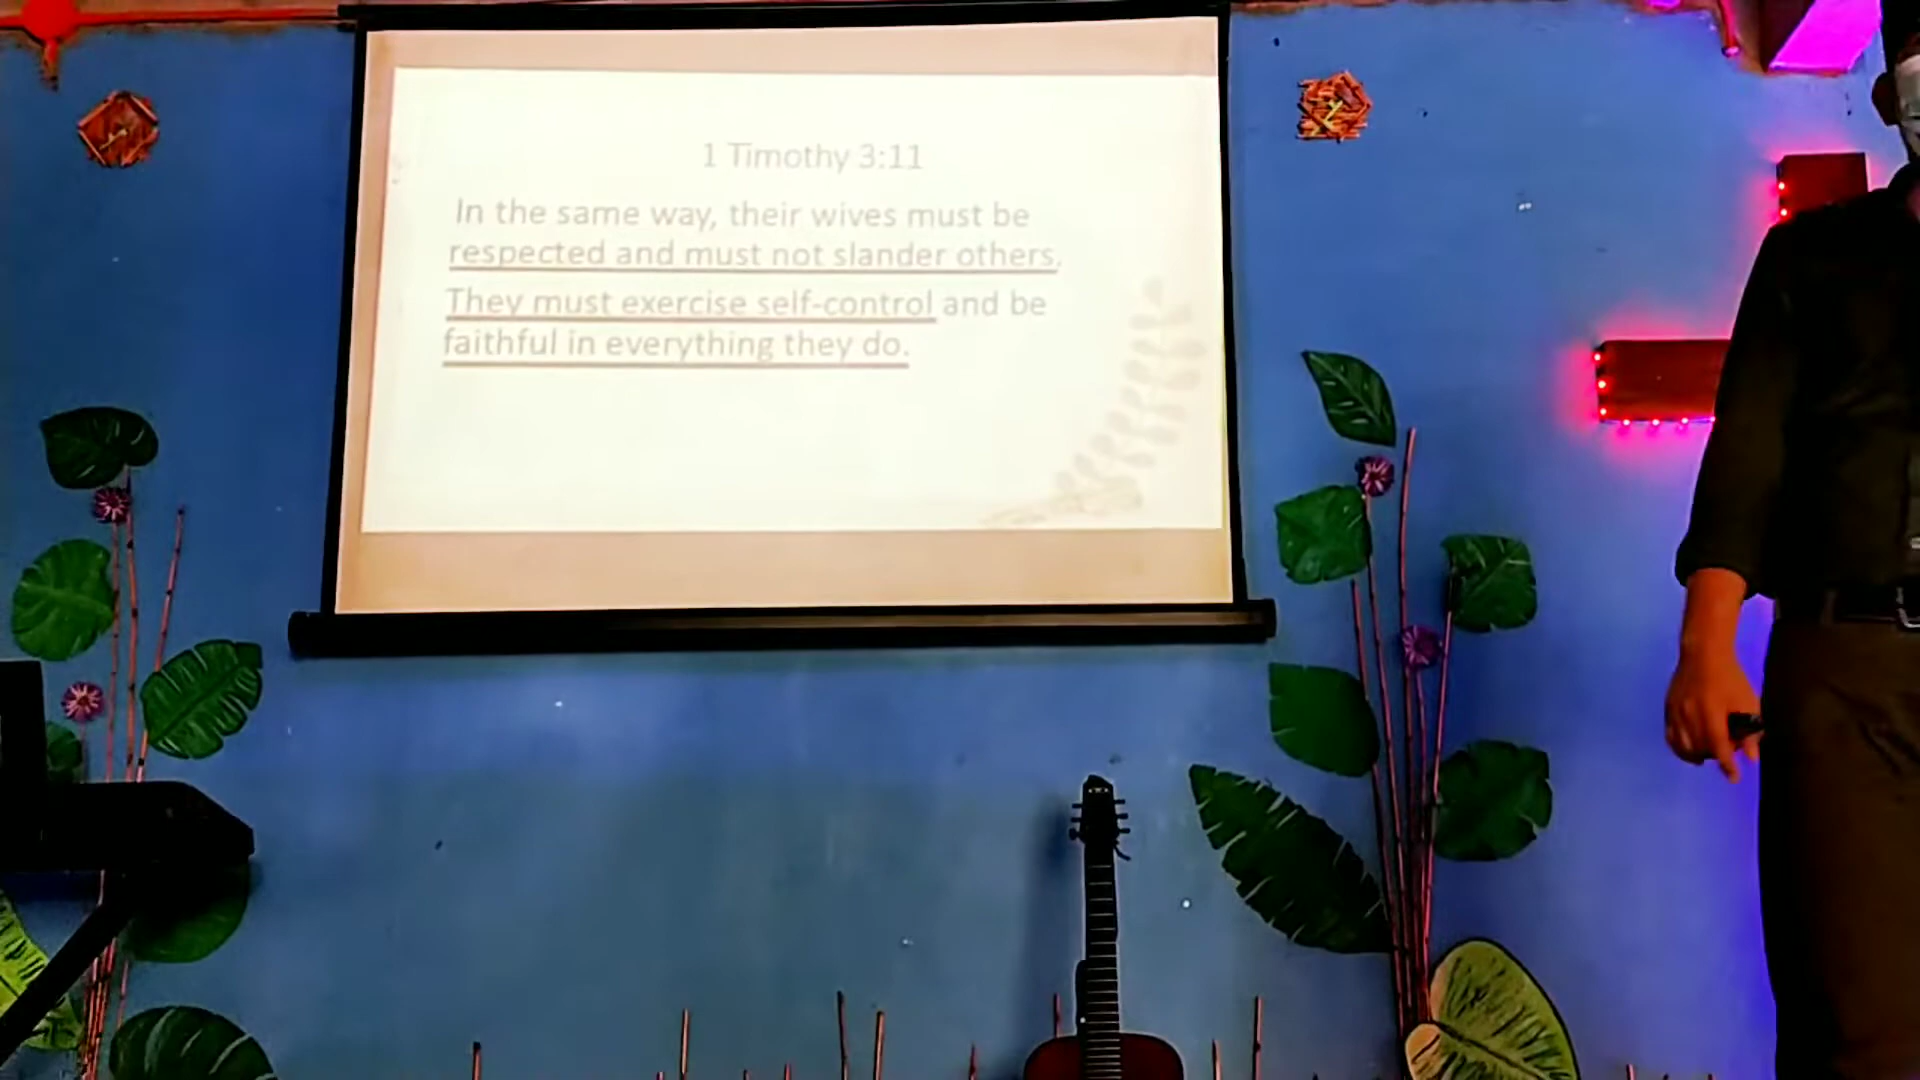 1 Timothy 3:11
In the same way, their wives must be
respected and must not slander others.
They must exercise self-control and be
faithful in everything they do.